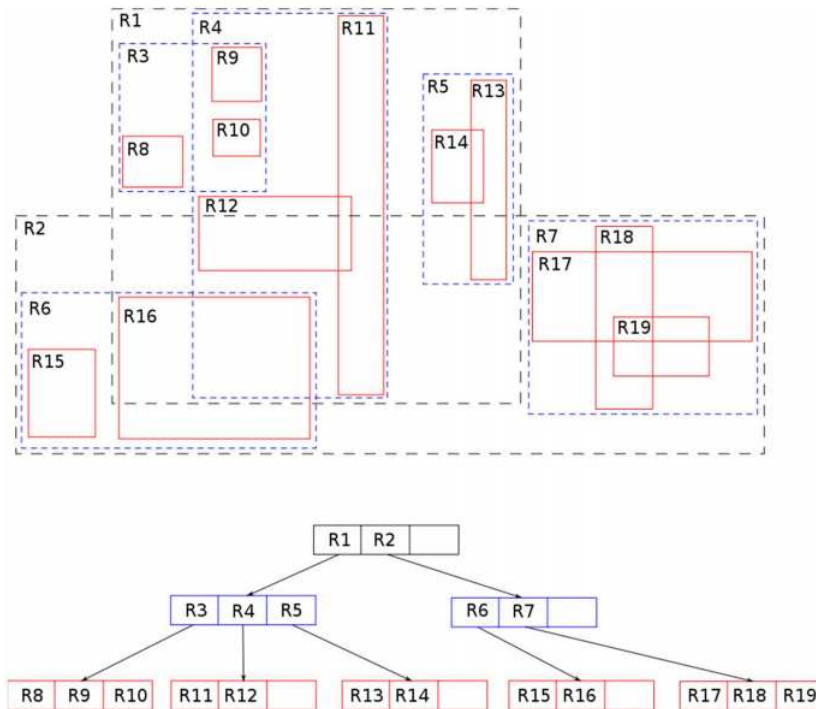 R1
R4
R11
R3
R9
R5
R13
R10
R14
R8
R12
R2
R7
R18
R17
R6
R16
R19
R15
R1 R2
R3 R4 R5
R6 R7
R8 R9 R10
R11 R12
R13 R14
R15 R16
R17 R18 R19